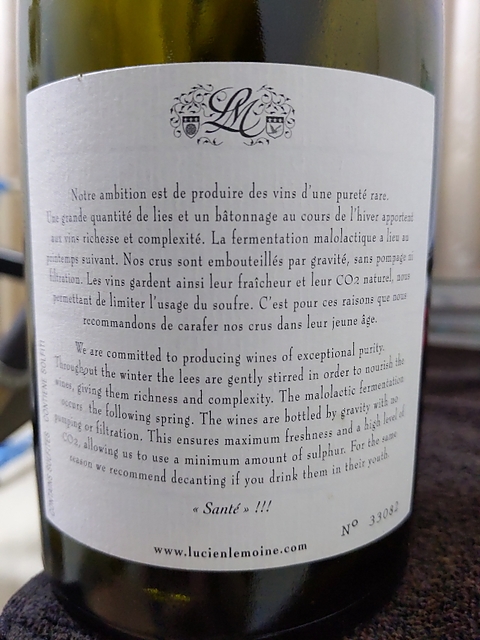 LM
Notre ambition est de produire des vins d'une pureté rare.
Une grande quantité de lies et un bâtonnage au cours de l'hiver apportent
aux vins richesse et complexité. La fermentation malolactique a lieu au
printemps suivant. Nos crus sont embouteillés par gravité, sans pompage ni
filtration. Les vins gardent ainsi leur fraîcheur et leur CO2 naturel, nous
permettant de limiter l'usage du soufre. C'est pour ces raisons que nous
recommandons de carafer nos crus dans leur jeune âge.
We are committed to producing wines of exceptional purity.
Throughout the winter the lees are gently stirred in order to nourish the
wines, giving them richness and complexity. The malolactic fermentation
occurs the following spring. The wines are bottled by gravity with no
pumping or filtration. This ensures maximum freshness and a high level of
CO2, allowing us to use a minimum amount of sulphur. For the same
season we recommend decanting if you drink them in their youth.
« Santé » !!!
N° 33082
www.lucienlemoine.com
CONTIENE SOLFITI